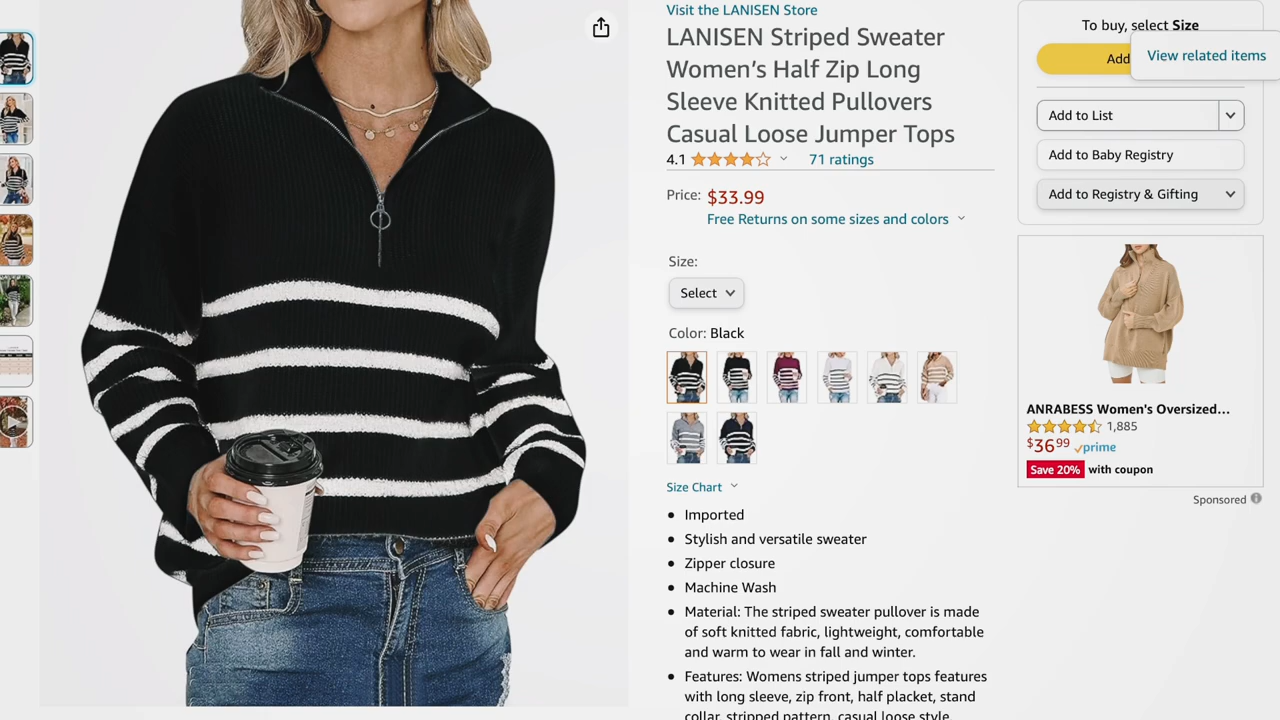 Visit the LANISEN Store
LANISEN Striped Sweater
Women’s Half Zip Long
Sleeve Knitted Pullovers
Casual Loose Jumper Tops
4.1
71 ratings
Price: $33.99
Free Returns on some sizes and colors
Size:
Select
Color: Black
Size Chart
Imported
Stylish and versatile sweater
Zipper closure
Machine Wash
Material: The striped sweater pullover is made
of soft knitted fabric, lightweight, comfortable
and warm to wear in fall and winter.
Features: Womens striped jumper tops features
with long sleeve, zip front, half placket, stand
collar, stripped pattern, casual loose style
To buy, select Size
Add
View related items
Add to List
Add to Baby Registry
Add to Registry & Gifting
ANRABESS Women's Oversized...
1,885
$36 99 prime
Save 20% with coupon
Sponsored